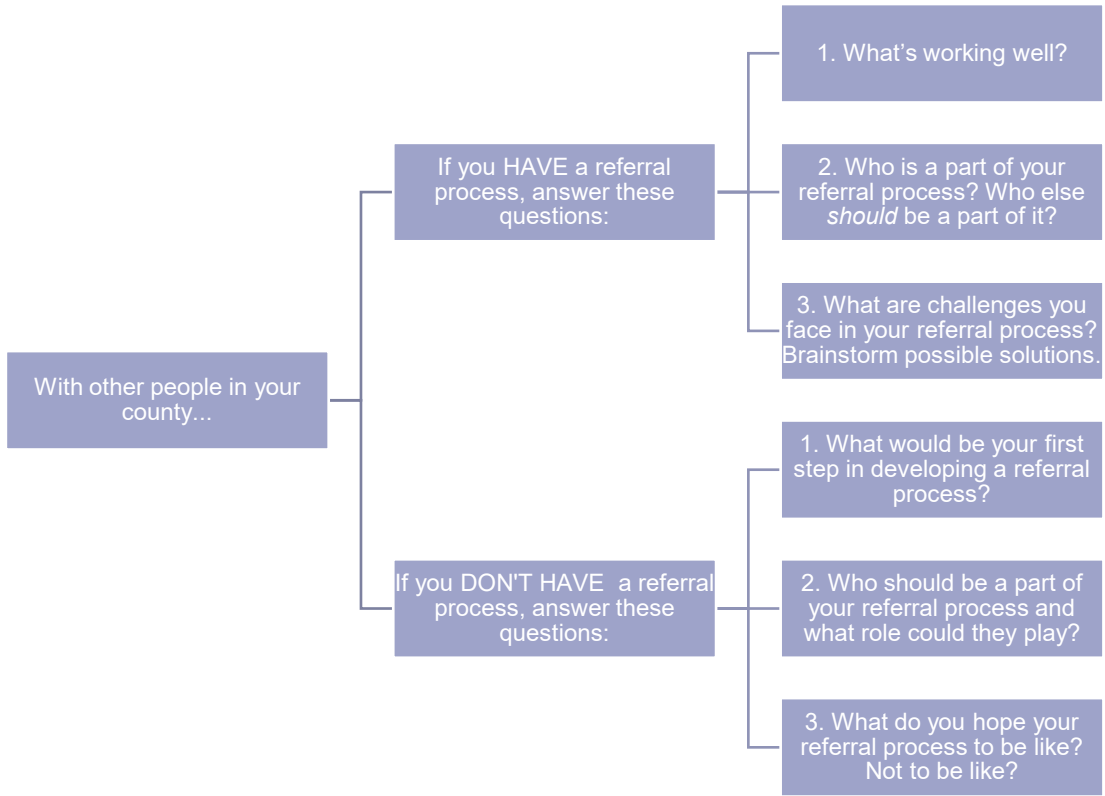 With other people in your
county...
If you HAVE a referral
process, answer these
questions:
1. What’s working well?
2. Who is a part of your
referral process? Who else
should be a part of it?
3. What are challenges you
face in your referral process?
Brainstorm possible solutions.
If you DON'T HAVE  a referral
process, answer these
questions:
1. What would be your first
step in developing a referral
process?
2. Who should be a part of
your referral process and
what role could they play?
3. What do you hope your
referral process to be like?
Not to be like?